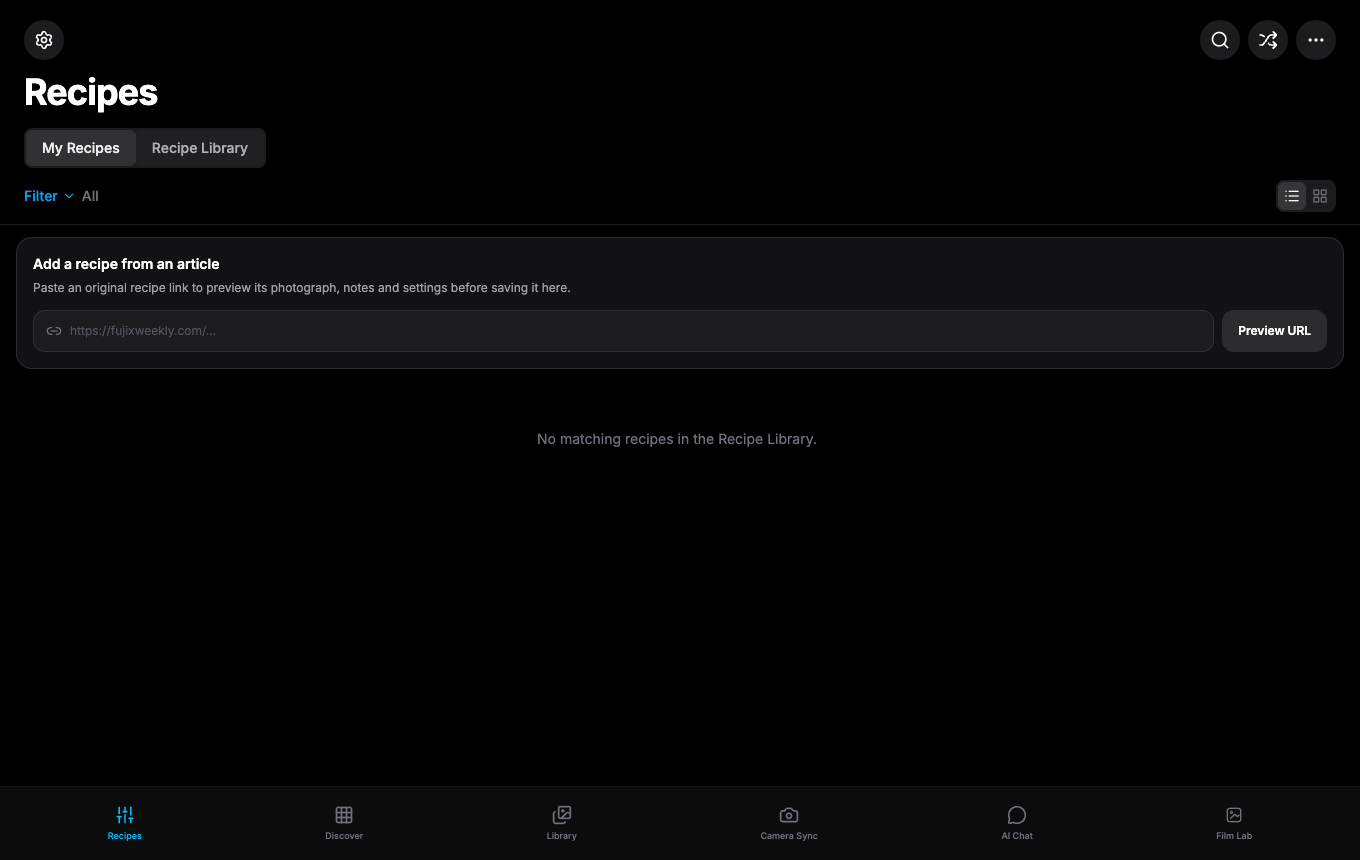 Recipes
My Recipes Recipe Library
Filter All
Add a recipe from an article
Paste an original recipe link to preview its photograph, notes and settings before saving it here.
https://fujixweekly.com/...
Preview URL
No matching recipes in the Recipe Library.
Recipes Discover Library Camera Sync AI Chat Film Lab